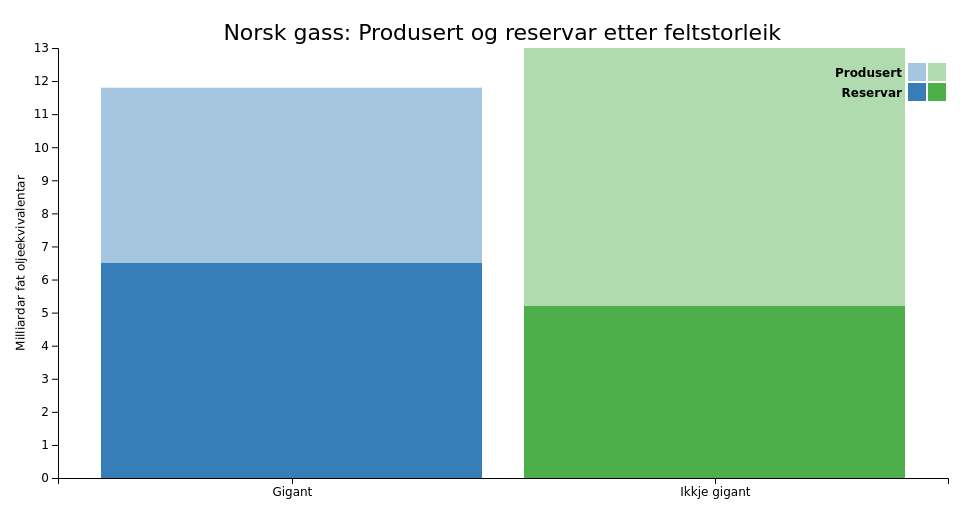 Norsk gass: Produsert og reservar etter feltstorleik
Milliardar fat oljeekvivalentar
13
12
11
10
9
8
7
6
5
4
3
2
1
0
Gigant
Ikkje gigant
Produsert
Reservar